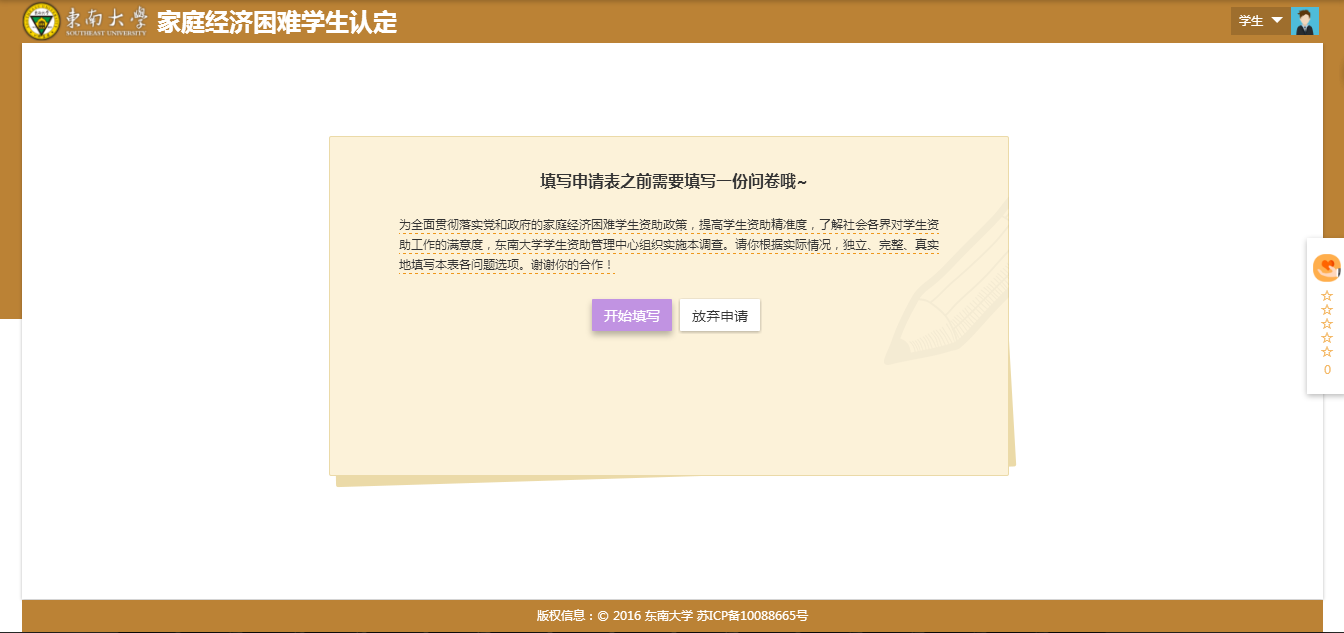 東南大學 家庭经济困难学生认定
SOUTHEAST UNIVERSITY
学生
填写申请表之前需要填写一份问卷哦~
为全面贯彻落实党和政府的家庭经济困难学生资助政策，提高学生资助精准度，了解社会各界对学生资
助工作的满意度，东南大学学生资助管理中心组织实施本调查。请你根据实际情况，独立、完整、真实
地填写本表各问题选项。谢谢你的合作！
开始填写 放弃申请
0
版权信息：© 2016 东南大学 苏ICP备10088665号